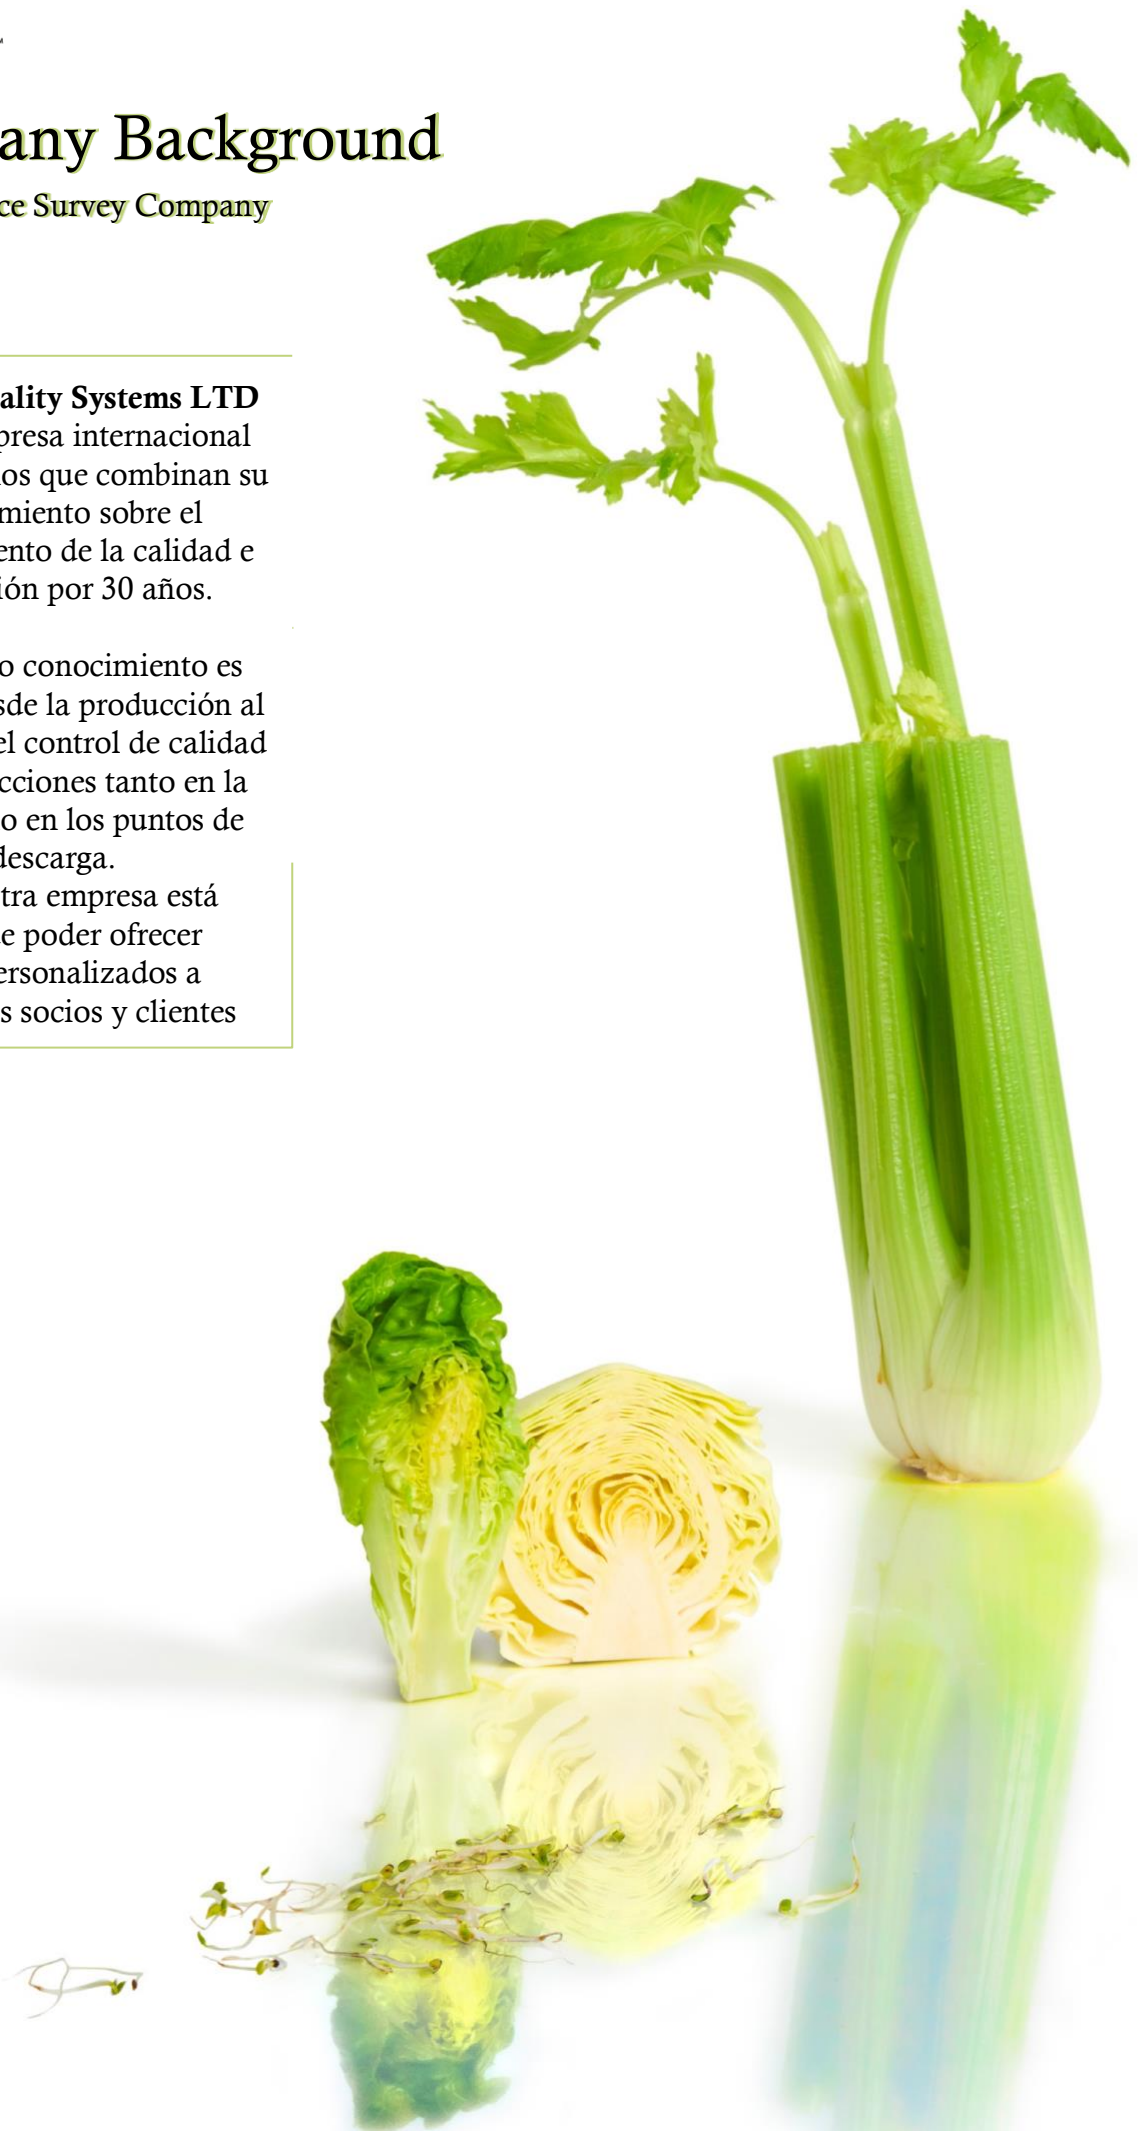 any Background
ce Survey Company
ality Systems LTD
presa internacional
os que combinan su
miento sobre el
ento de la calidad e
ión por 30 años.
o conocimiento es
sde la producción al
el control de calidad
cciones tanto en la
o en los puntos de
descarga.
tra empresa está
e poder ofrecer
ersonalizados a
s socios y clientes